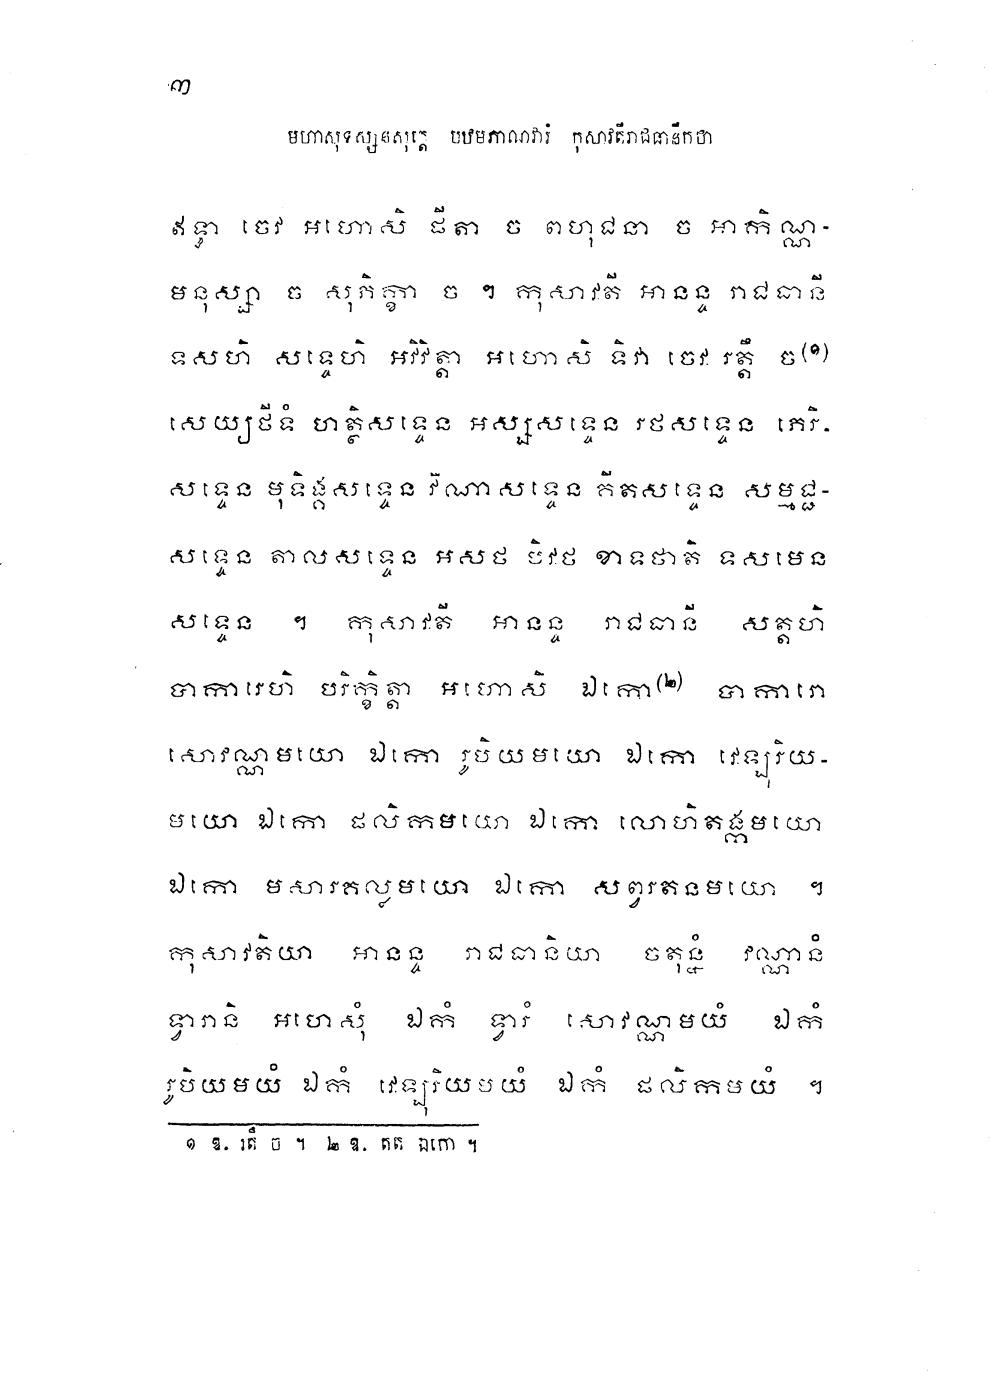 ៣
មហាសុទស្សនសុត្តេ បឋមភាណវារំ កុសាវតីរាជធានីកថា
ឥទ្ធា ចេវ អហោសិ ផីតា ច ពហុជនា ច អាកិណ្ណ-
មនុស្សា ច សុភិក្ខា ច ។ កុសាវតី អានន្ទ រាជធានី
ទសហិ សទ្ទេហិ អវិវិត្តា អហោសិ ទិវា ចេវ រត្តឹ ច(១)
សេយ្យថីទំ ហត្ថិសទ្ទេន អស្សសទ្ទេន រថសទ្ទេន ភេរិ-
សទ្ទេន មុទិង្គសទ្ទេន វីណាសទ្ទេន គីតសទ្ទេន សម្មជ្ជ-
សទ្ទេន តាលសទ្ទេន អសថ បិវថ ខាទថាតិ ទសមេន
សទ្ទេន ។ កុសាវតី អានន្ទ រាជធានី សត្តហិ
បាការេហិ បរិក្ខិត្តា អហោសិ ឯកោ(២) បាការោ
សោវណ្ណមយោ ឯកោ រូបិយមយោ ឯកោ វេឡុរិយ-
មយោ ឯកោ ផលិកមយោ ឯកោ លោហិតង្កមយោ
ឯកោ មសារគល្លមយោ ឯកោ សព្វរតនមយោ ។
កុសាវតិយា អានន្ទ រាជធានិយា ចតុន្នំ វណ្ណានំ
ទ្វារានិ អហេសុំ ឯកំ ទ្វារំ សោវណ្ណមយំ ឯកំ
រូបិយមយំ ឯកំ វេឡុរិយមយំ ឯកំ ផលិកមយំ ។
១ ឱ. រតឹ ច ។ ២ ឱ. តត ឯកោ ។